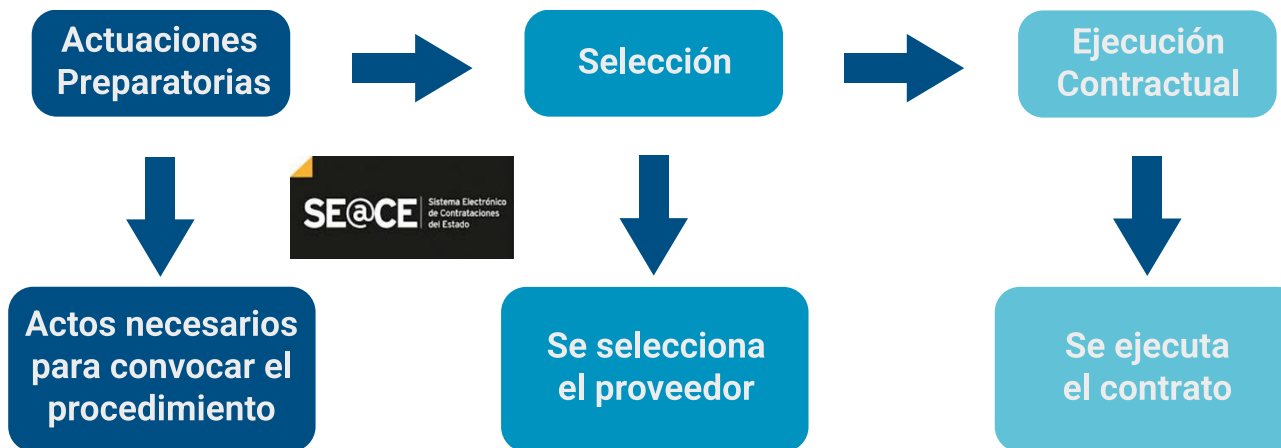 Actuaciones
Preparatorias
Selección
Ejecución
Contractual
SE@CE
Sistema Electrónico
de Contrataciones
del Estado
Actos necesarios
para convocar el
procedimiento
Se selecciona
el proveedor
Se ejecuta
el contrato